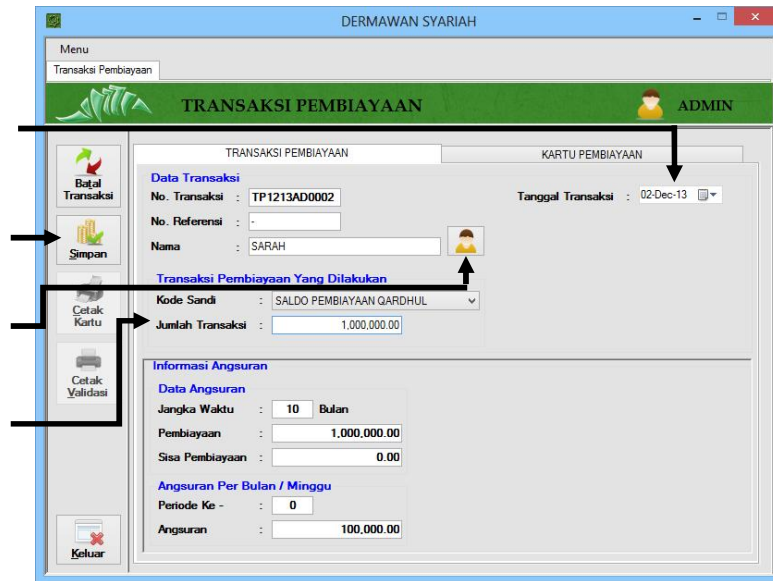 DERMAWAN SYARIAH
Menu
Transaksi Pembiayaan
TRANSAKSI PEMBIAYAAN
ADMIN
Batal
Transaksi
Simpan
Cetak
Kartu
Cetak
Validasi
Keluar
TRANSAKSI PEMBIAYAAN
KARTU PEMBIAYAAN
Data Transaksi
No. Transaksi : TP1213AD0002
Tanggal Transaksi : 02-Dec-13
No. Referensi : -
Nama : SARAH
Transaksi Pembiayaan Yang Dilakukan
Kode Sandi : SALDO PEMBIAYAAN QARDHUL
Jumlah Transaksi : 1,000,000.00
Informasi Angsuran
Data Angsuran
Jangka Waktu : 10 Bulan
Pembiayaan : 1,000,000.00
Sisa Pembiayaan : 0.00
Angsuran Per Bulan / Minggu
Periode Ke - : 0
Angsuran : 100,000.00